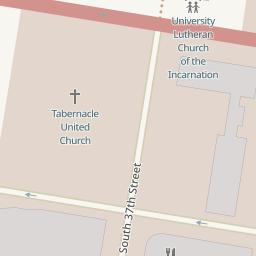 University
Lutheran
Church
of the
Incarnation
Tabernacle
United
Church
South 37th Street